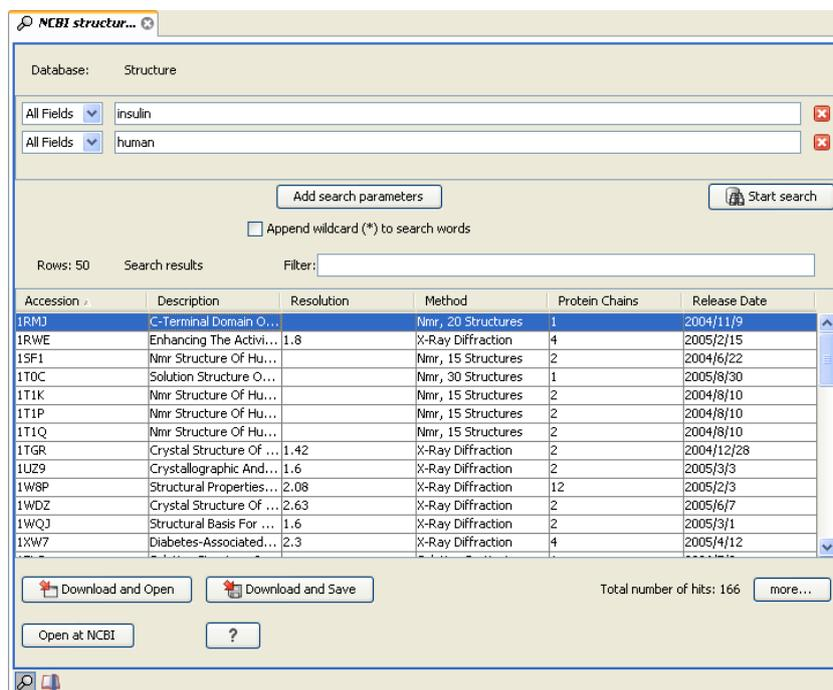 NCBI structur...
Database: Structure
All Fields insulin
All Fields human
Add search parameters Start search
Append wildcard (*) to search words
Rows: 50 Search results Filter:
Accession Description Resolution Method Protein Chains Release Date
1RMJ C-Terminal Domain O... Nmr, 20 Structures 1 2004/11/9
1RWE Enhancing The Activi... 1.8 X-Ray Diffraction 4 2005/2/15
1SF1 Nmr Structure Of Hu... Nmr, 15 Structures 2 2004/6/22
1T0C Solution Structure O... Nmr, 30 Structures 1 2005/8/30
1T1K Nmr Structure Of Hu... Nmr, 15 Structures 2 2004/8/10
1T1P Nmr Structure Of Hu... Nmr, 15 Structures 2 2004/8/10
1T1Q Nmr Structure Of Hu... Nmr, 15 Structures 2 2004/8/10
1TGR Crystal Structure Of ... 1.42 X-Ray Diffraction 2 2004/12/28
1UZ9 Crystallographic And... 1.6 X-Ray Diffraction 2 2005/3/3
1W8P Structural Properties... 2.08 X-Ray Diffraction 12 2005/2/3
1WDZ Crystal Structure Of ... 2.63 X-Ray Diffraction 2 2005/6/7
1WQJ Structural Basis For ... 1.6 X-Ray Diffraction 2 2005/3/1
1XW7 Diabetes-Associated... 2.3 X-Ray Diffraction 4 2005/4/12
Download and Open Download and Save Total number of hits: 166 more...
Open at NCBI ?